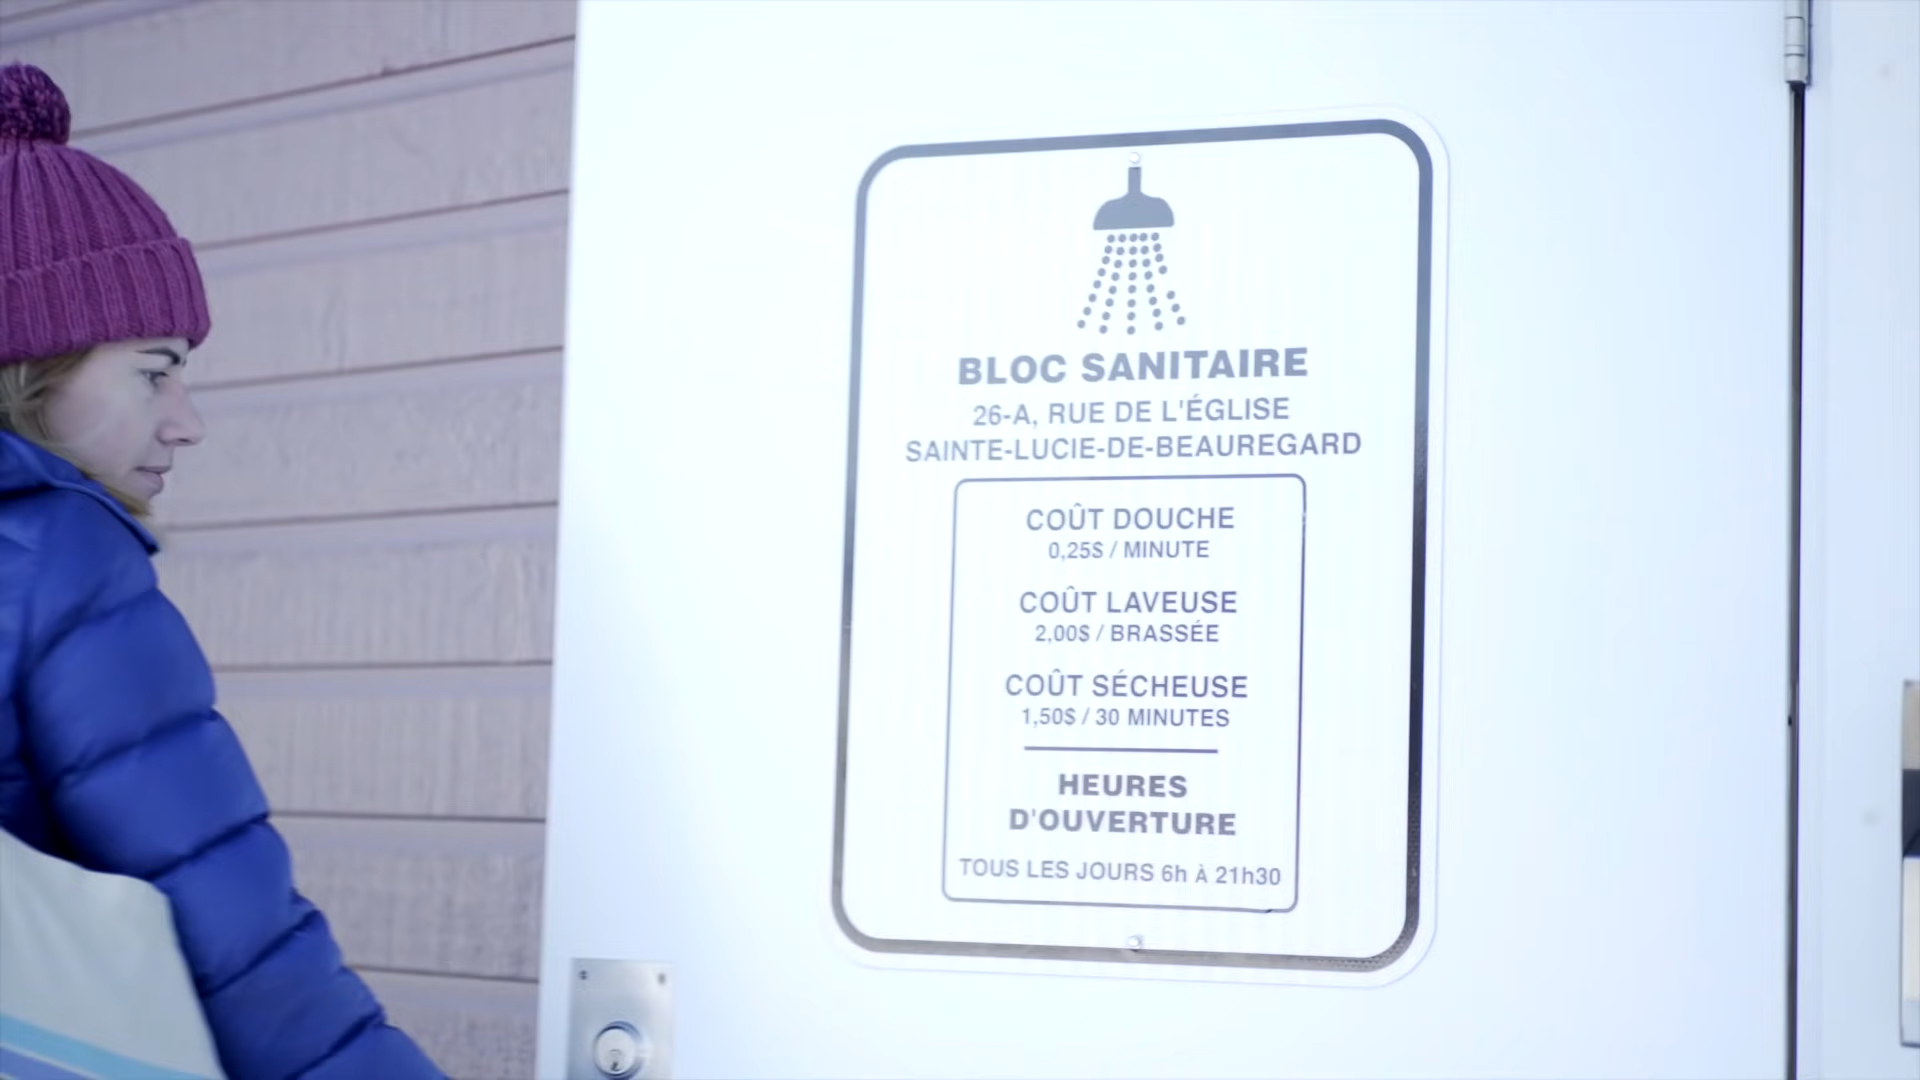 BLOC SANITAIRE
26-A, RUE DE L'ÉGLISE
SAINTE-LUCIE-DE-BEAUREGARD
COÛT DOUCHE
0,25$ / MINUTE
COÛT LAVEUSE
2,00$ / BRASSÉE
COÛT SÉCHEUSE
1,50$ / 30 MINUTES
HEURES
D'OUVERTURE
TOUS LES JOURS 6h À 21h30